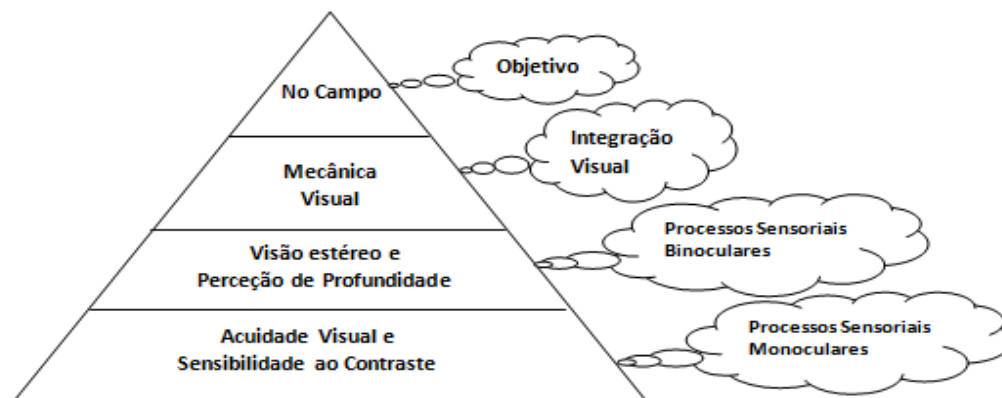 Objetivo
No Campo
Integração
Visual
Mecânica
Visual
Processos Sensoriais
Binoculares
Visão estéreo e
Perceção de Profundidade
Processos Sensoriais
Monoculares
Acuidade Visual e
Sensibilidade ao Contraste